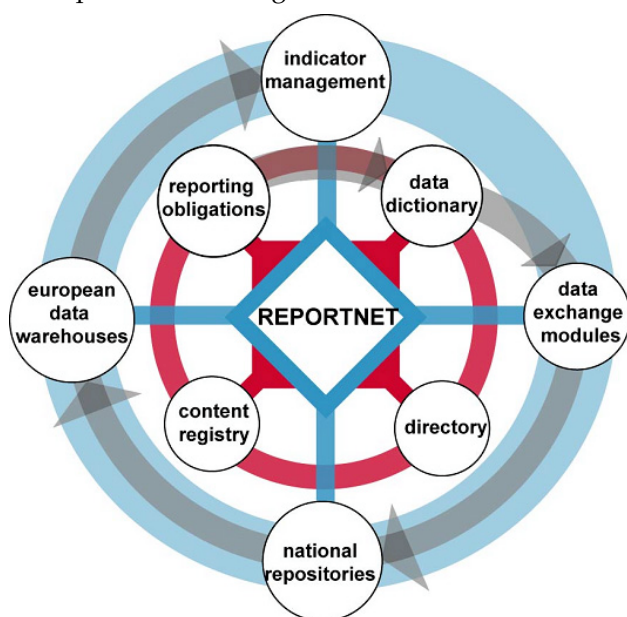 indicator
management
reporting
obligations
data
dictionary
european
data
warehouses
REPORTNET
data
exchange
modules
content
registry
directory
national
repositories